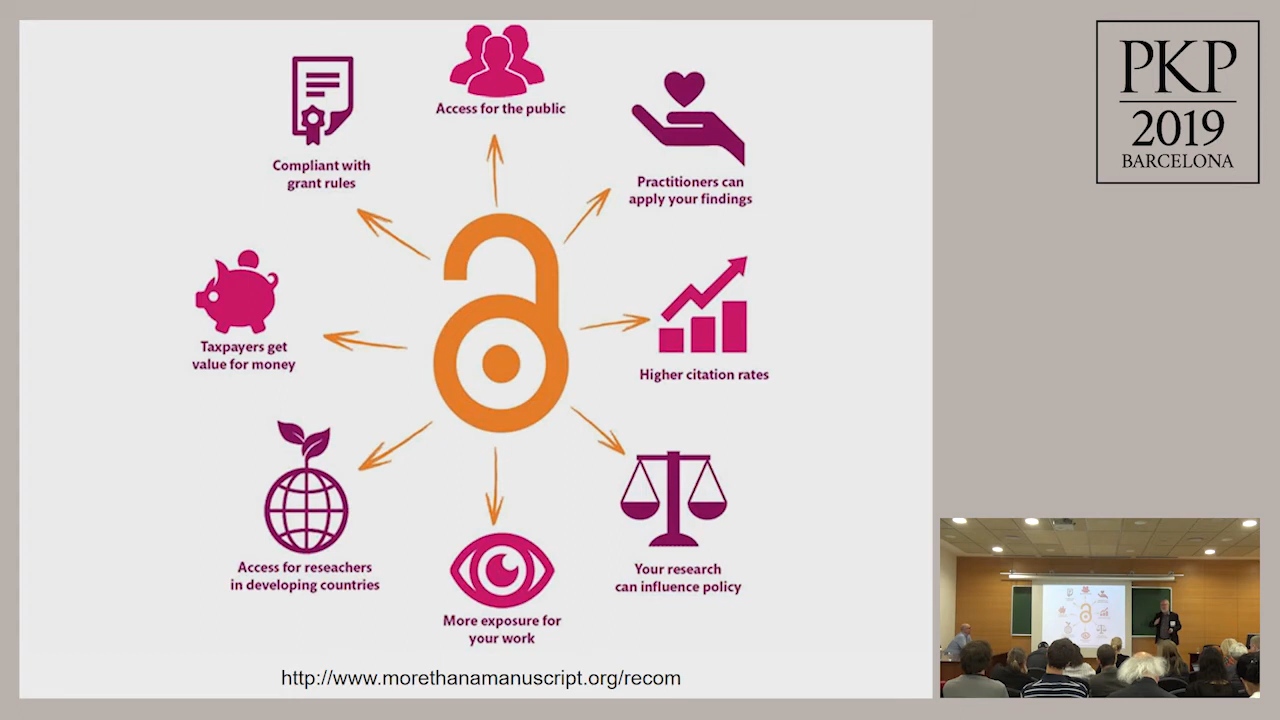 Access for the public
Compliant with
grant rules
Practitioners can
apply your findings
Taxpayers get
value for money
Higher citation rates
Access for reseachers
in developing countries
Your research
can influence policy
More exposure for
your work
http://www.morethanamanuscript.org/recom
PKP
2019
BARCELONA